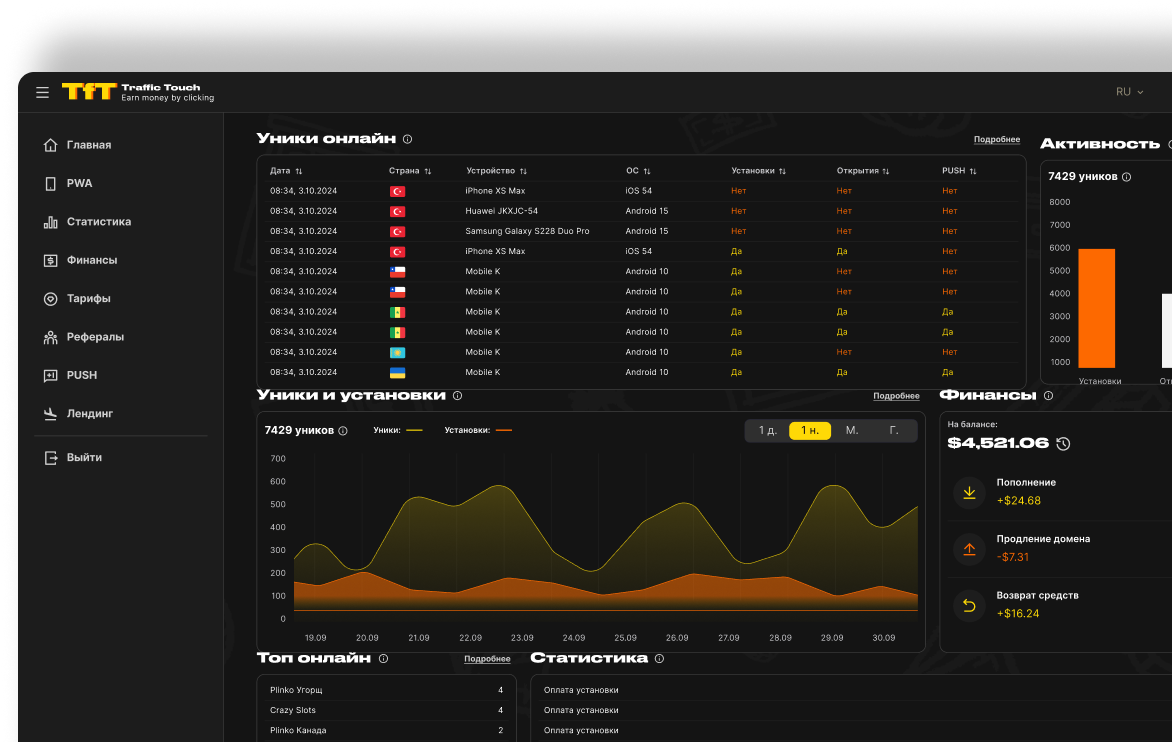 TfT Traffic Touch
Earn money by clicking
RU
Главная
PWA
Статистика
Финансы
Тарифы
Рефералы
PUSH
Лендинг
Выйти
Уники онлайн
Подробнее
Дата Страна Устройство ОС Установки Открытия PUSH
08:34, 3.10.2024 iPhone XS Max iOS 54 Нет Нет Нет
08:34, 3.10.2024 Huawei JKXJC-54 Android 15 Нет Нет Нет
08:34, 3.10.2024 Samsung Galaxy S228 Duo Pro Android 15 Нет Нет Нет
08:34, 3.10.2024 iPhone XS Max iOS 54 Да Да Нет
08:34, 3.10.2024 Mobile K Android 10 Да Нет Нет
08:34, 3.10.2024 Mobile K Android 10 Да Нет Нет
08:34, 3.10.2024 Mobile K Android 10 Да Да Да
08:34, 3.10.2024 Mobile K Android 10 Да Да Да
08:34, 3.10.2024 Mobile K Android 10 Да Нет Нет
08:34, 3.10.2024 Mobile K Android 10 Да Да Да
Активность
7429 уников
8000
7000
6000
5000
4000
3000
2000
1000
Установки
Уники и установки
Подробнее
7429 уников Уники: Установки: 1 д. 1 н. М. Г.
700
600
500
400
300
200
100
0
19.09 20.09 21.09 22.09 23.09 24.09 25.09 26.09 27.09 28.09 29.09 30.09
Финансы
На балансе:
$4,521.06
Пополнение
+$24.68
Продление домена
-$7.31
Возврат средств
+$16.24
Топ онлайн
Подробнее
Plinko Угорщ 4
Crazy Slots 4
Plinko Канада 2
Статистика
Оплата установки
Оплата установки
Оплата установки